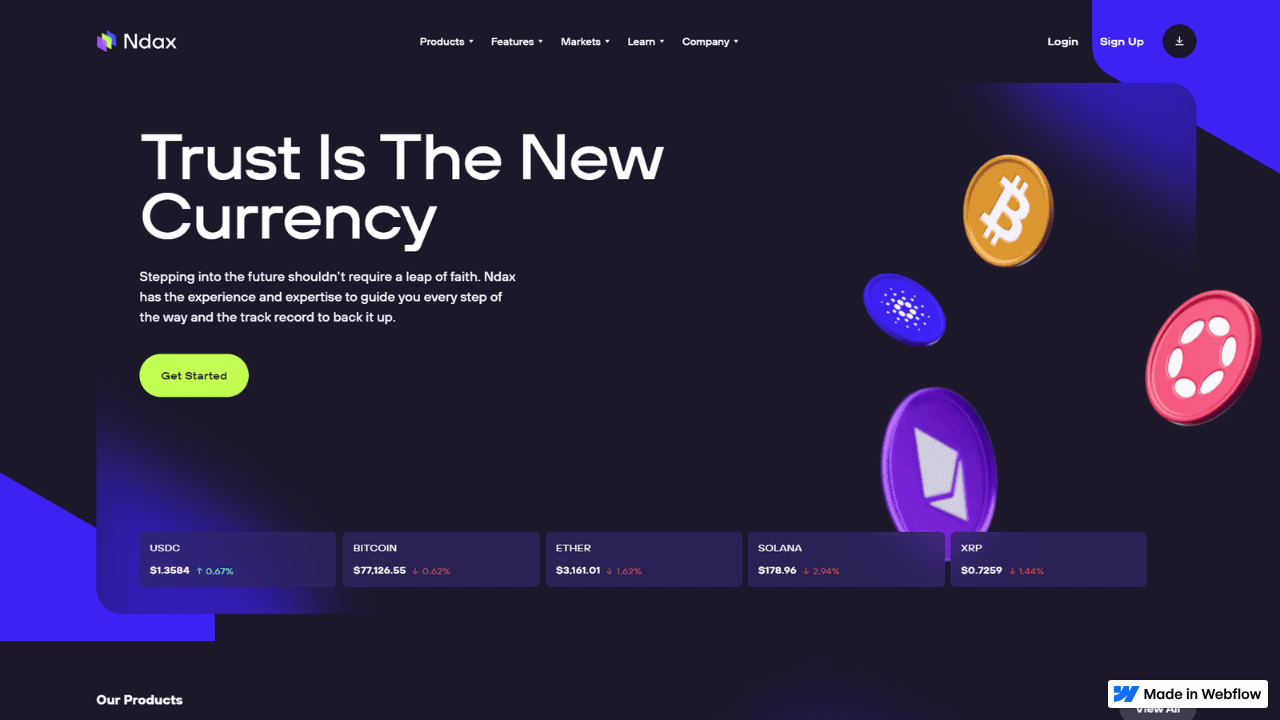 Ndax
Products
Features
Markets
Learn
Company
Login
Sign Up
Trust Is The New
Currency
Stepping into the future shouldn't require a leap of faith. Ndax
has the experience and expertise to guide you every step of
the way and the track record to back it up.
Get Started
USDC
$1.3584 ↑ 0.67%
BITCOIN
$77,126.55 ↓ 0.62%
ETHER
$3,161.01 ↓ 1.62%
SOLANA
$178.96 ↓ 2.94%
XRP
$0.7259 ↓ 1.44%
Our Products
View All
Made in Webflow